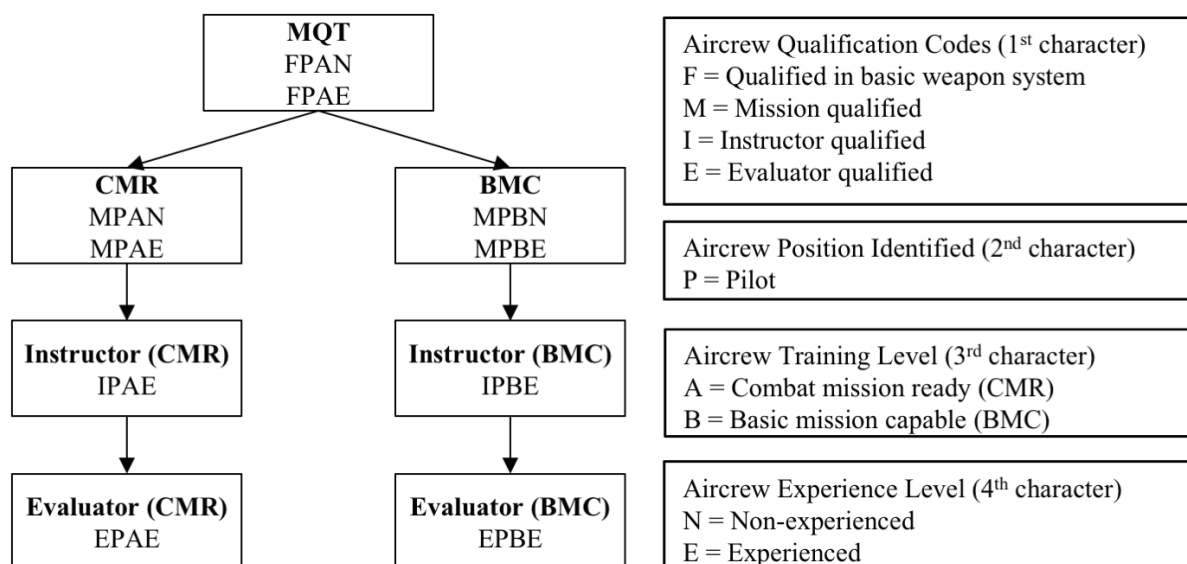 MQT
FPAN
FPAE
CMR
MPAN
MPAE
BMC
MPBN
MPBE
Instructor (CMR)
IPAE
Instructor (BMC)
IPBE
Evaluator (CMR)
EPAE
Evaluator (BMC)
EPBE
Aircrew Qualification Codes (1st character)
F = Qualified in basic weapon system
M = Mission qualified
I = Instructor qualified
E = Evaluator qualified
Aircrew Position Identified (2nd character)
P = Pilot
Aircrew Training Level (3rd character)
A = Combat mission ready (CMR)
B = Basic mission capable (BMC)
Aircrew Experience Level (4th character)
N = Non-experienced
E = Experienced